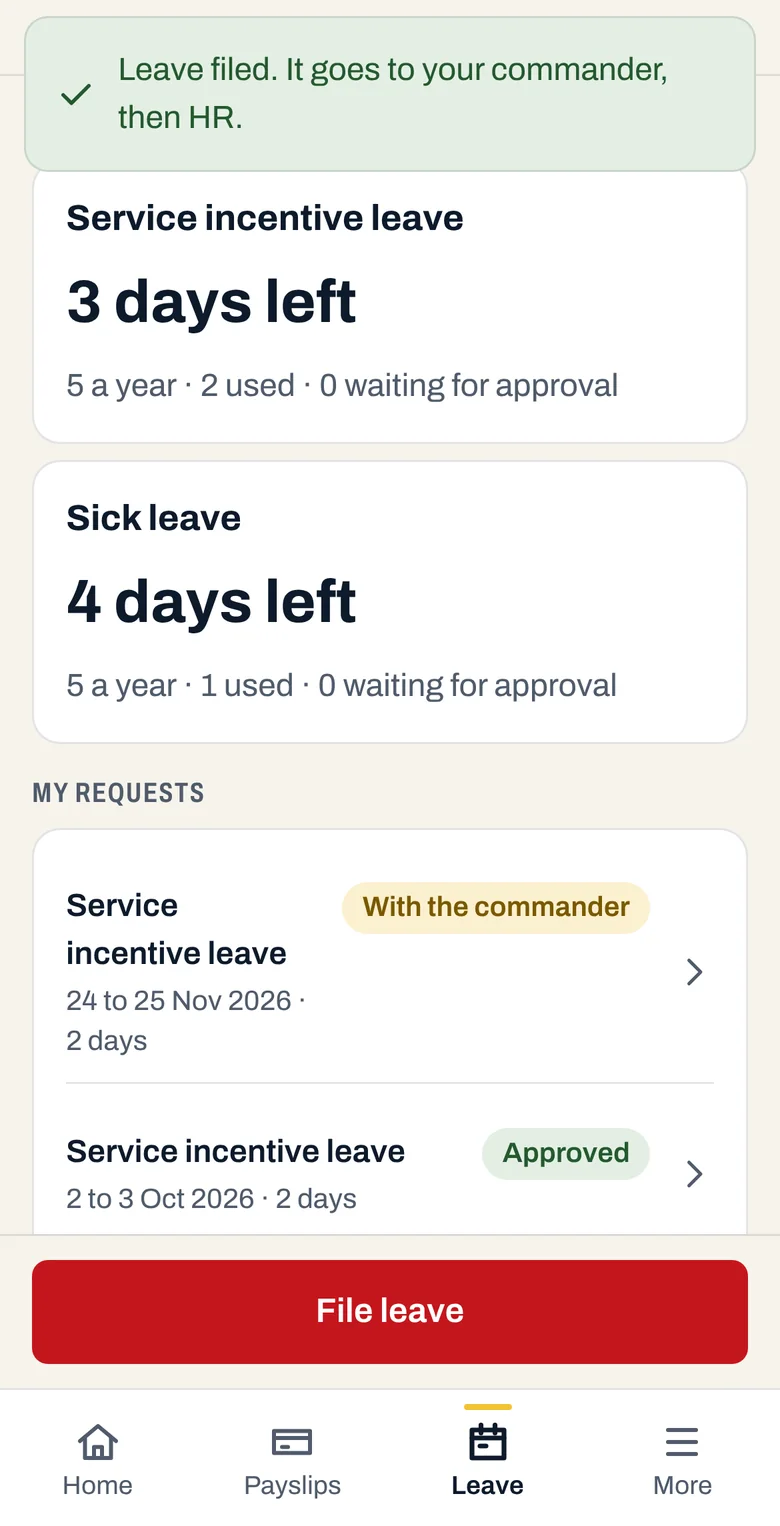 Leave filed. It goes to your commander,
then HR.
Service incentive leave
3 days left
5 a year · 2 used · 0 waiting for approval
Sick leave
4 days left
5 a year · 1 used · 0 waiting for approval
MY REQUESTS
Service
incentive leave
With the commander
24 to 25 Nov 2026 ·
2 days
Service incentive leave
Approved
2 to 3 Oct 2026 · 2 days
File leave
Home
Payslips
Leave
More